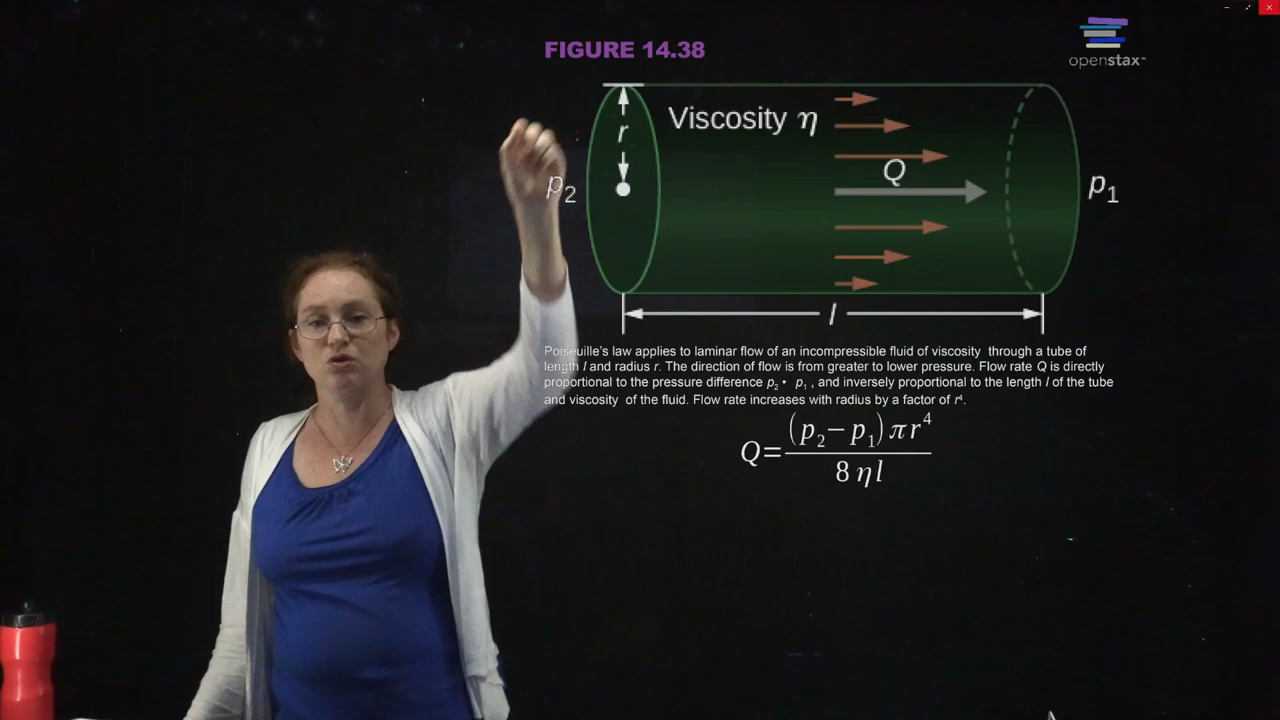 FIGURE 14.38
openstax™
Viscosity η
r
Q
p₂
p₁
l
Poiseuille's law applies to laminar flow of an incompressible fluid of viscosity through a tube of
length l and radius r. The direction of flow is from greater to lower pressure. Flow rate Q is directly
proportional to the pressure difference p₂ • p₁ , and inversely proportional to the length l of the tube
and viscosity of the fluid. Flow rate increases with radius by a factor of r⁴.
Q=(p₂−p₁)πr⁴/8ηl